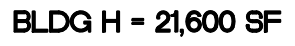 BLDG H = 21,600 SF